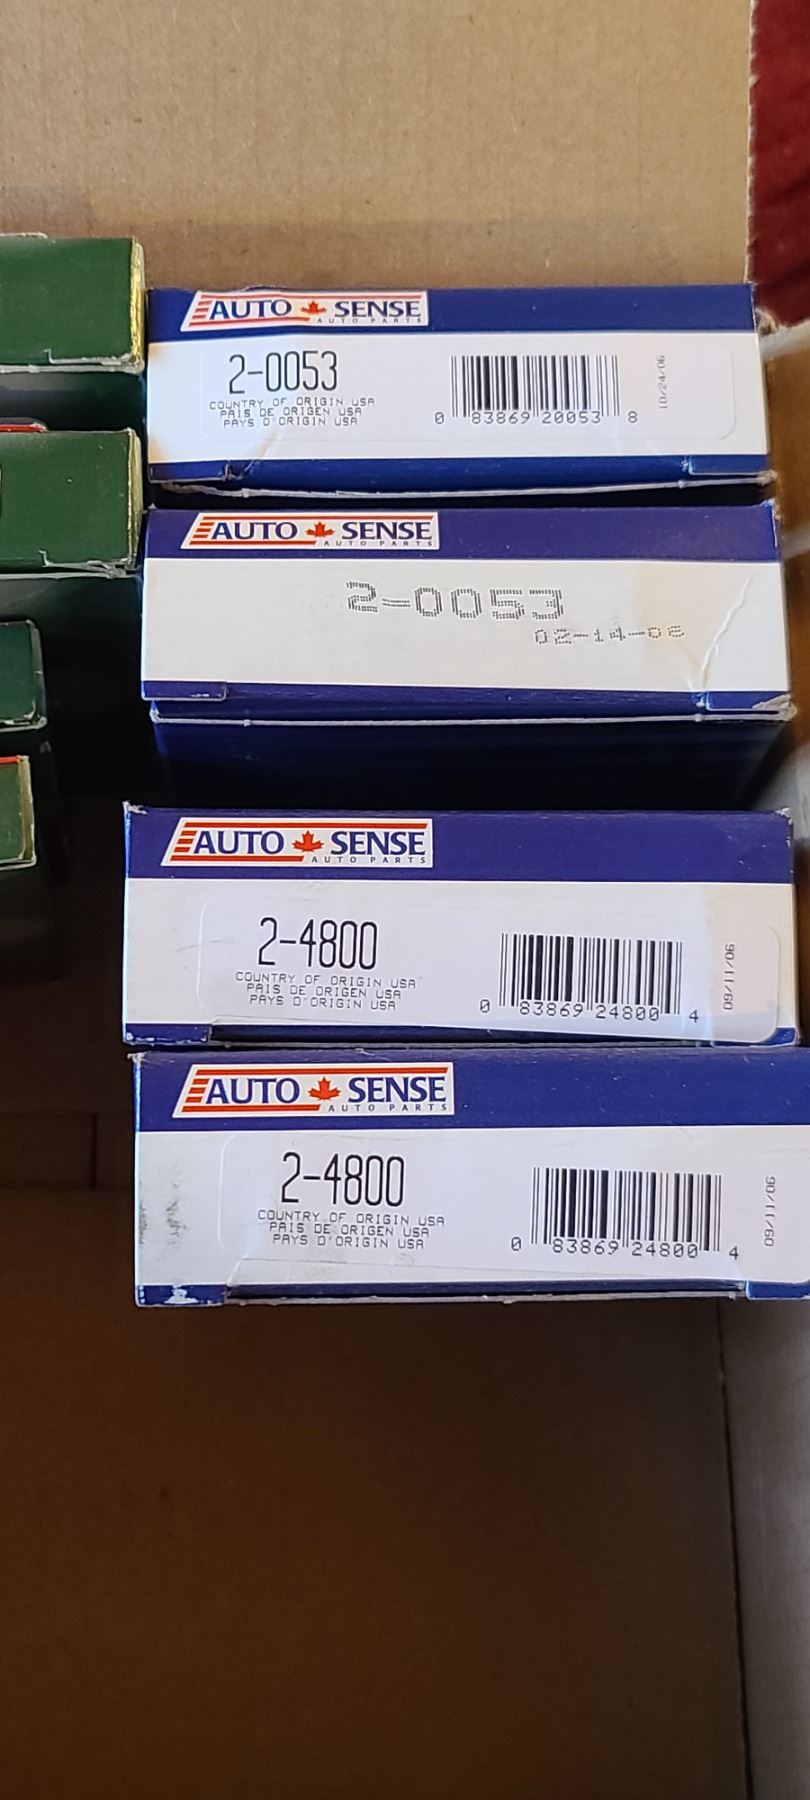 AUTO SENSE
AUTO PARTS
2-0053
COUNTRY OF ORIGIN USA
PAIS DE ORIGEN USA
PAYS D'ORIGIN USA
0 83869 20053 8
10/24/06
AUTO SENSE
AUTO PARTS
2-0053
02-14-06
AUTO SENSE
AUTO PARTS
2-4800
COUNTRY OF ORIGIN USA
PAIS DE ORIGEN USA
PAYS D'ORIGIN USA
0 83869 24800 4
09/11/06
AUTO SENSE
AUTO PARTS
2-4800
COUNTRY OF ORIGIN USA
PAIS DE ORIGEN USA
PAYS D'ORIGIN USA
0 83869 24800 4
09/11/06